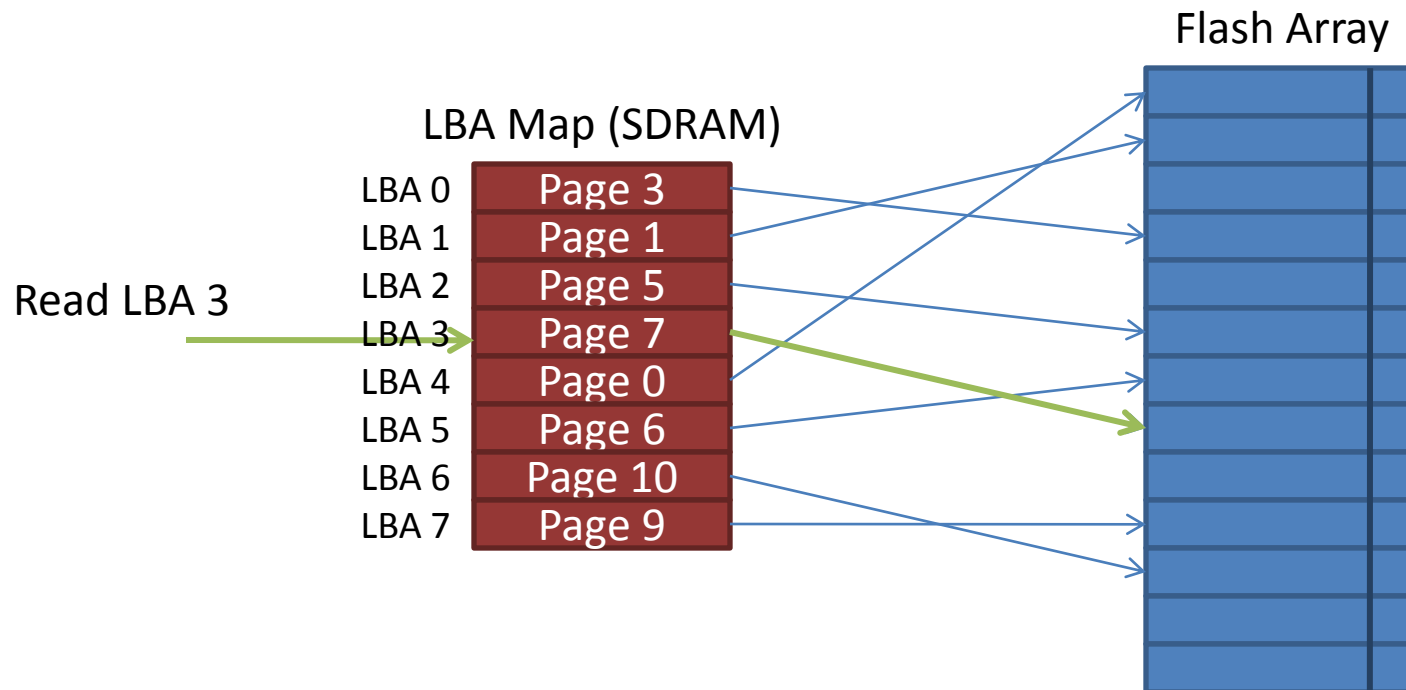 Flash Array
LBA Map (SDRAM)
LBA 0 Page 3
LBA 1 Page 1
LBA 2 Page 5
Read LBA 3
LBA 3 Page 7
LBA 4 Page 0
LBA 5 Page 6
LBA 6 Page 10
LBA 7 Page 9